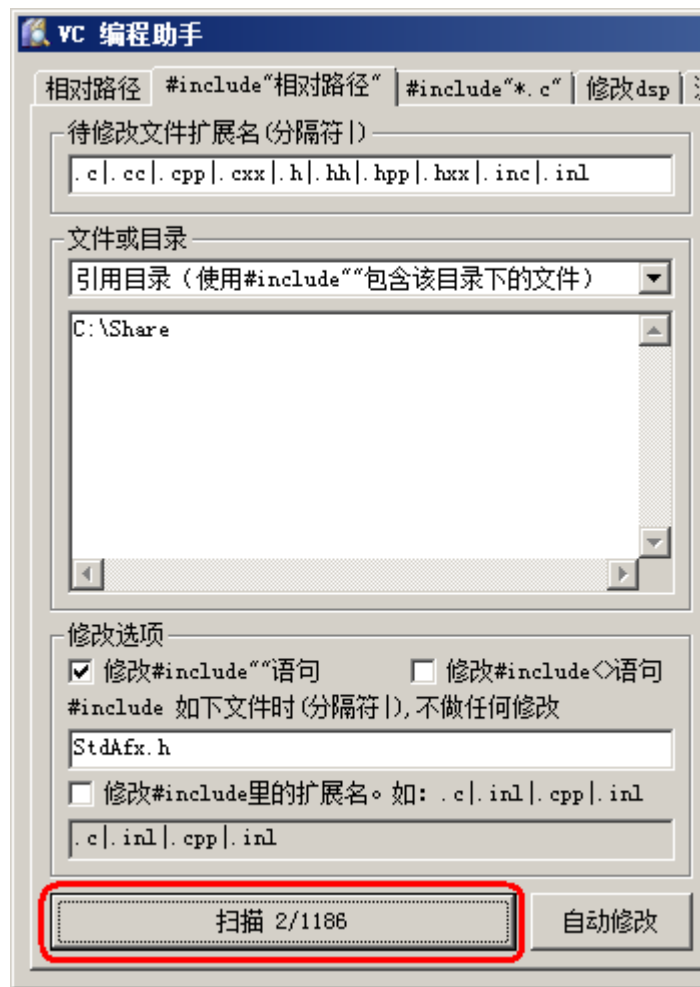 VC 编程助手
相对路径 #include"相对路径" #include"*.c" 修改dsp
待修改文件扩展名(分隔符|)
.c|.cc|.cpp|.cxx|.h|.hh|.hpp|.hxx|.inc|.inl
文件或目录
引用目录（使用#include""包含该目录下的文件）
C:\Share
修改选项
修改#include""语句 修改#include<>语句
#include 如下文件时(分隔符|),不做任何修改
StdAfx.h
修改#include里的扩展名。如：.c|.inl|.cpp|.inl
.c|.inl|.cpp|.inl
扫描 2/1186 自动修改